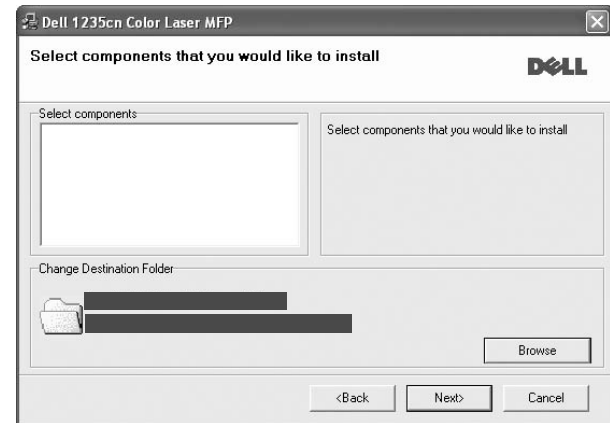 Dell 1235cn Color Laser MFP
Select components that you would like to install
DELL
Select components
Select components that you would like to install
Change Destination Folder
Browse
<Back
Next>
Cancel